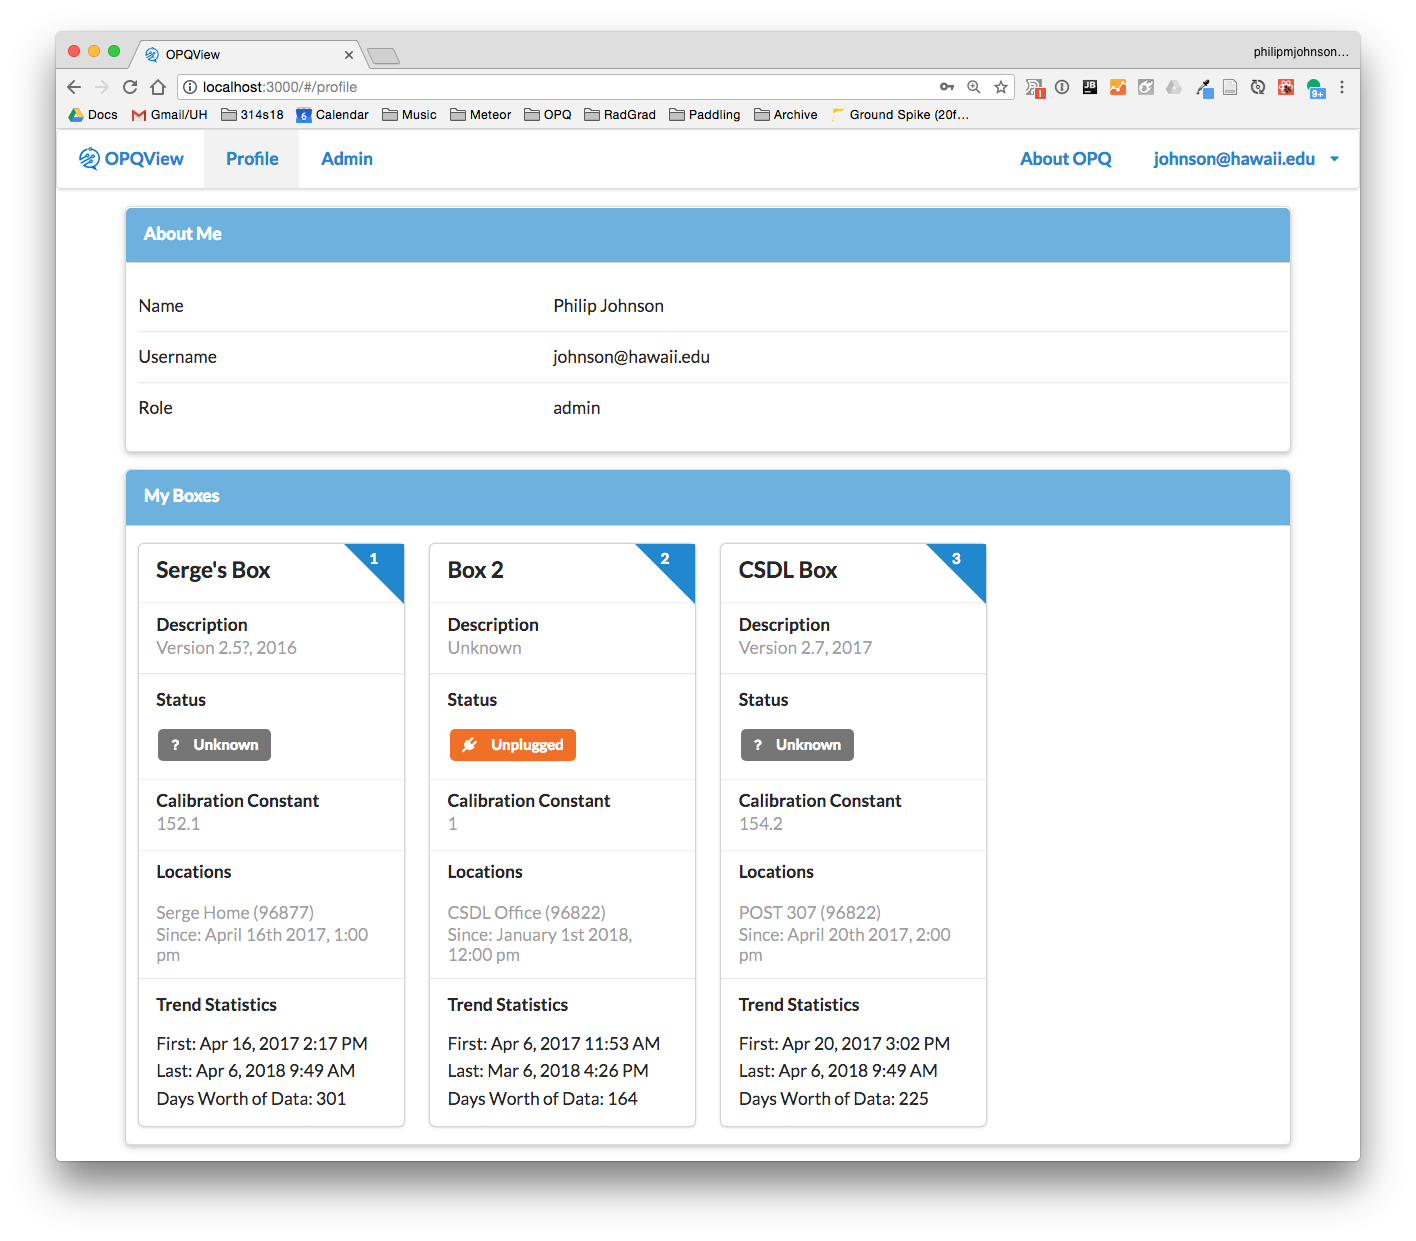 OPQView
philipmjohnson...
localhost:3000/#/profile
Docs Gmail/UH 314s18 6 Calendar Music Meteor OPQ RadGrad Paddling Archive Ground Spike (20f...
JB
9+
OPQView Profile Admin About OPQ johnson@hawaii.edu
About Me
Name Philip Johnson
Username johnson@hawaii.edu
Role admin
My Boxes
Serge's Box 1
Description
Version 2.5?, 2016
Status
? Unknown
Calibration Constant
152.1
Locations
Serge Home (96877)
Since: April 16th 2017, 1:00
pm
Trend Statistics
First: Apr 16, 2017 2:17 PM
Last: Apr 6, 2018 9:49 AM
Days Worth of Data: 301
Box 2 2
Description
Unknown
Status
Unplugged
Calibration Constant
1
Locations
CSDL Office (96822)
Since: January 1st 2018,
12:00 pm
Trend Statistics
First: Apr 6, 2017 11:53 AM
Last: Mar 6, 2018 4:26 PM
Days Worth of Data: 164
CSDL Box 3
Description
Version 2.7, 2017
Status
? Unknown
Calibration Constant
154.2
Locations
POST 307 (96822)
Since: April 20th 2017, 2:00
pm
Trend Statistics
First: Apr 20, 2017 3:02 PM
Last: Apr 6, 2018 9:49 AM
Days Worth of Data: 225